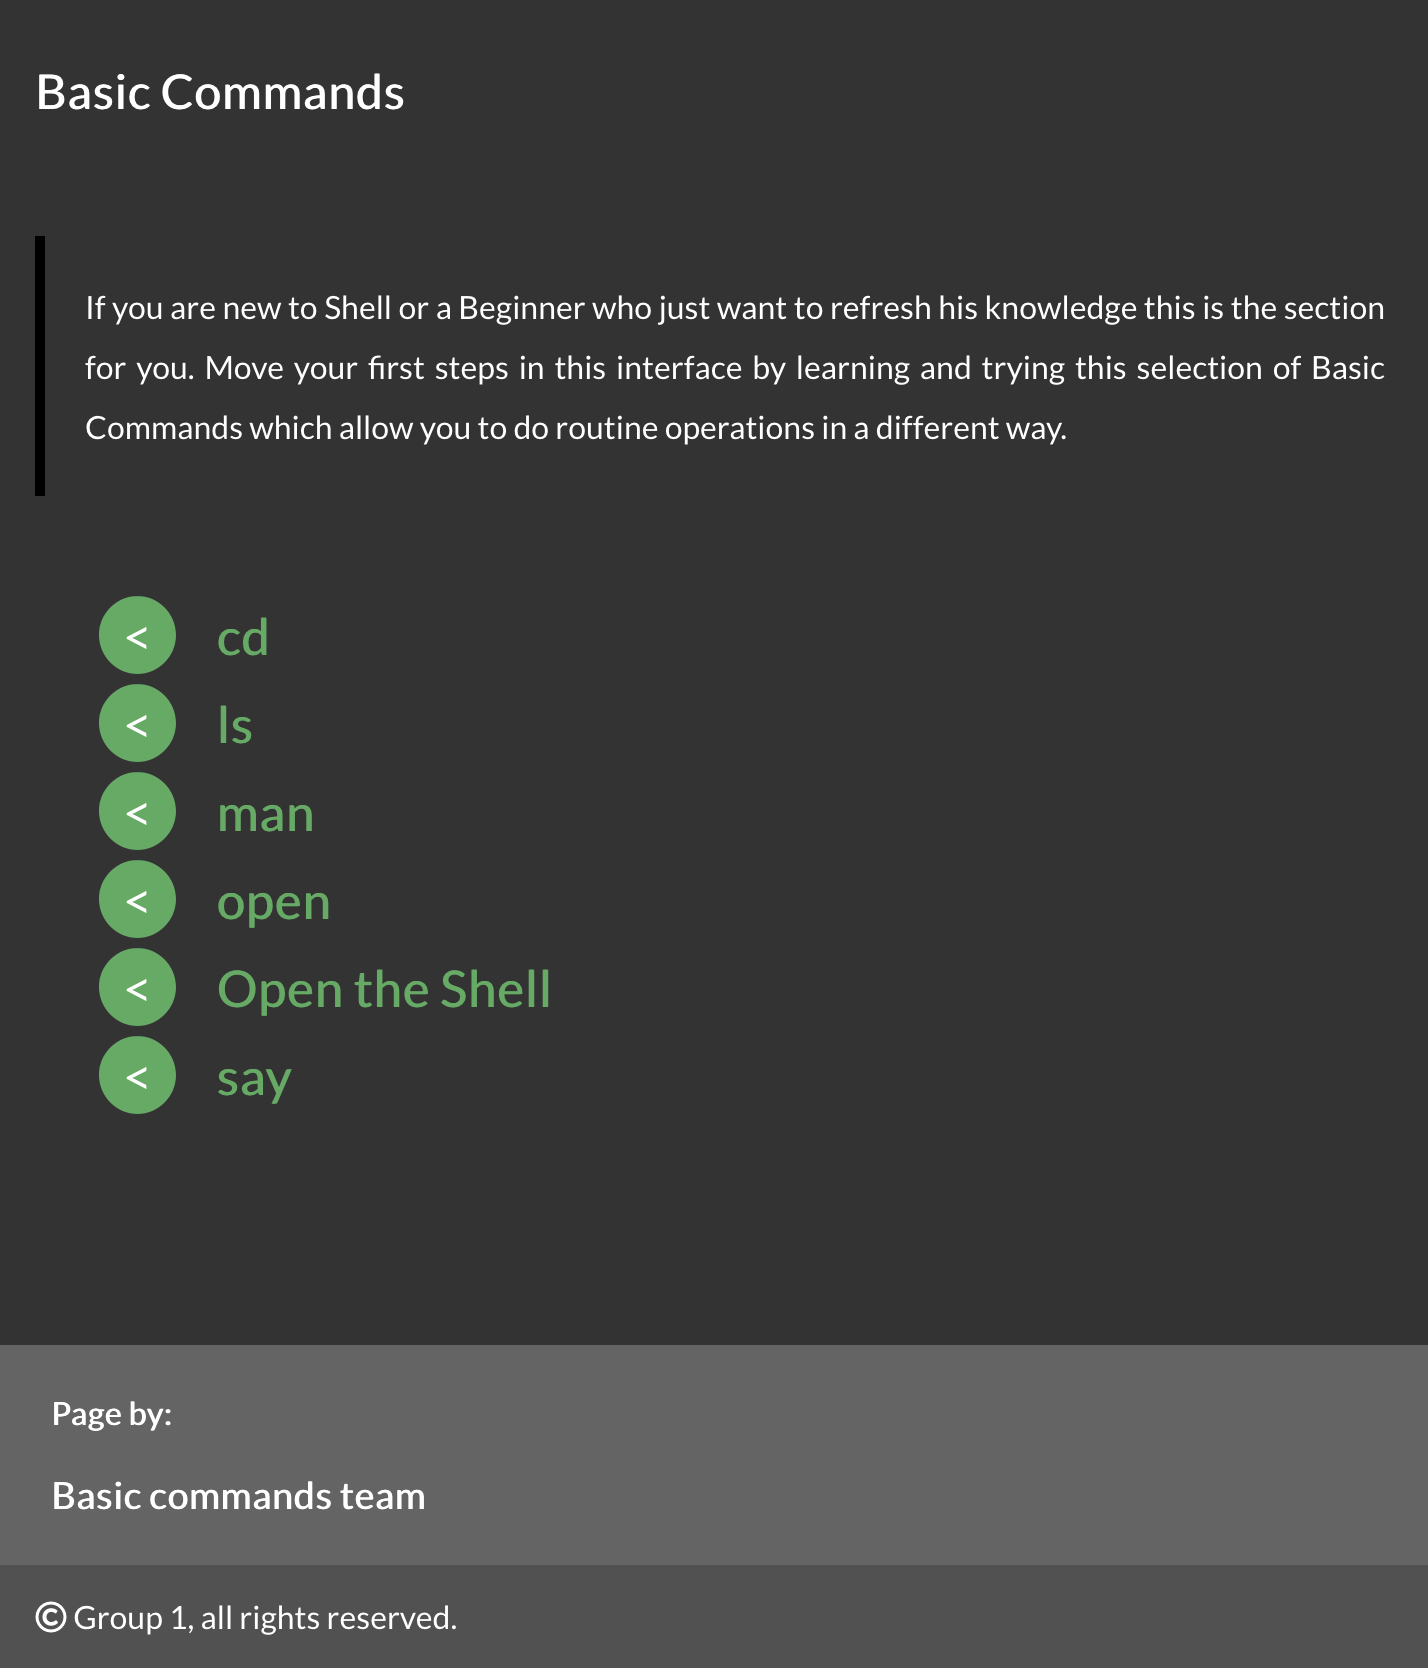 Basic Commands
If you are new to Shell or a Beginner who just want to refresh his knowledge this is the section
for you. Move your first steps in this interface by learning and trying this selection of Basic
Commands which allow you to do routine operations in a different way.
< cd
< ls
< man
< open
< Open the Shell
< say
Page by:
Basic commands team
© Group 1, all rights reserved.